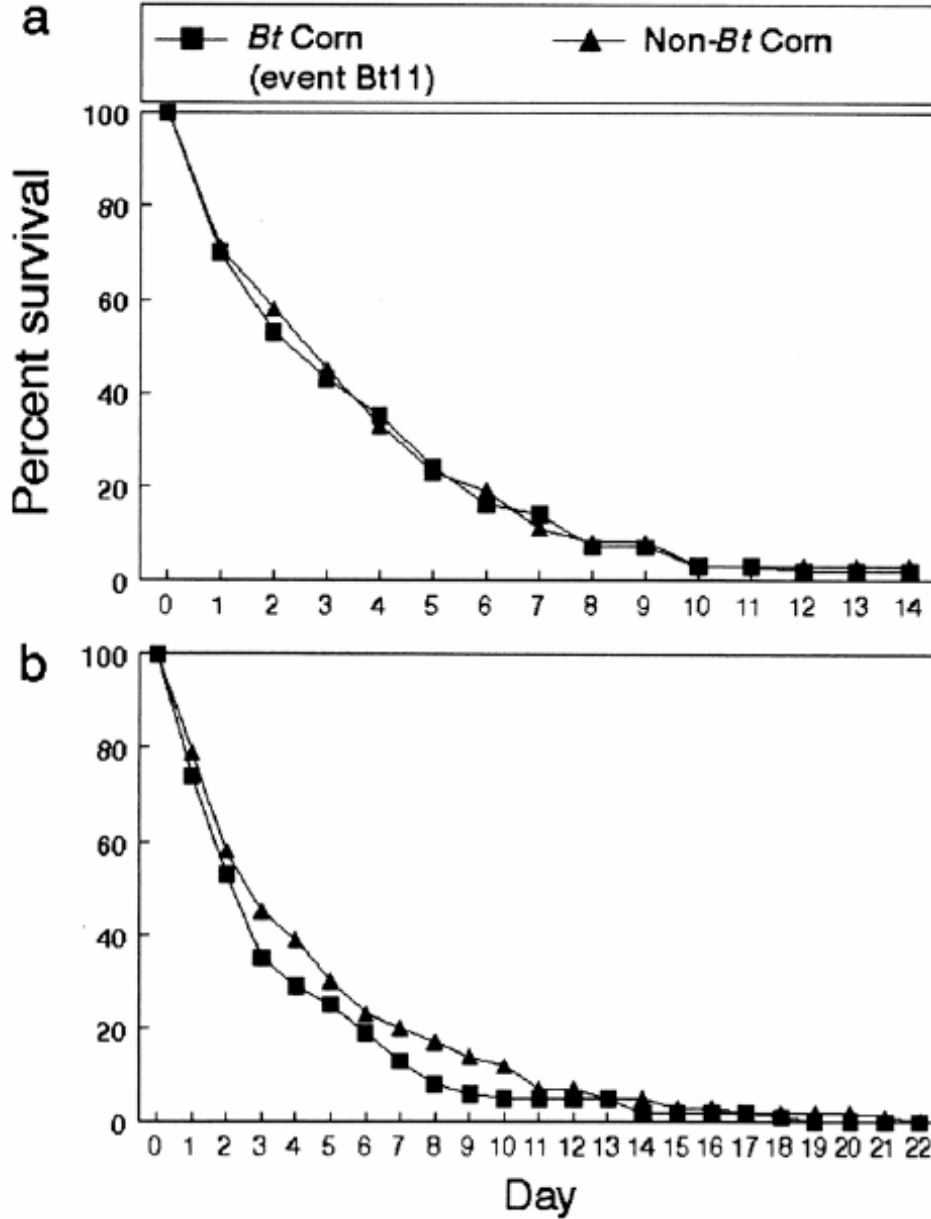 a
Bt Corn
(event Bt11)
Non-Bt Corn
Percent survival
100
80
60
40
20
0
0 1 2 3 4 5 6 7 8 9 10 11 12 13 14
b
100
80
60
40
20
0
0 1 2 3 4 5 6 7 8 9 10 11 12 13 14 15 16 17 18 19 20 21 22
Day